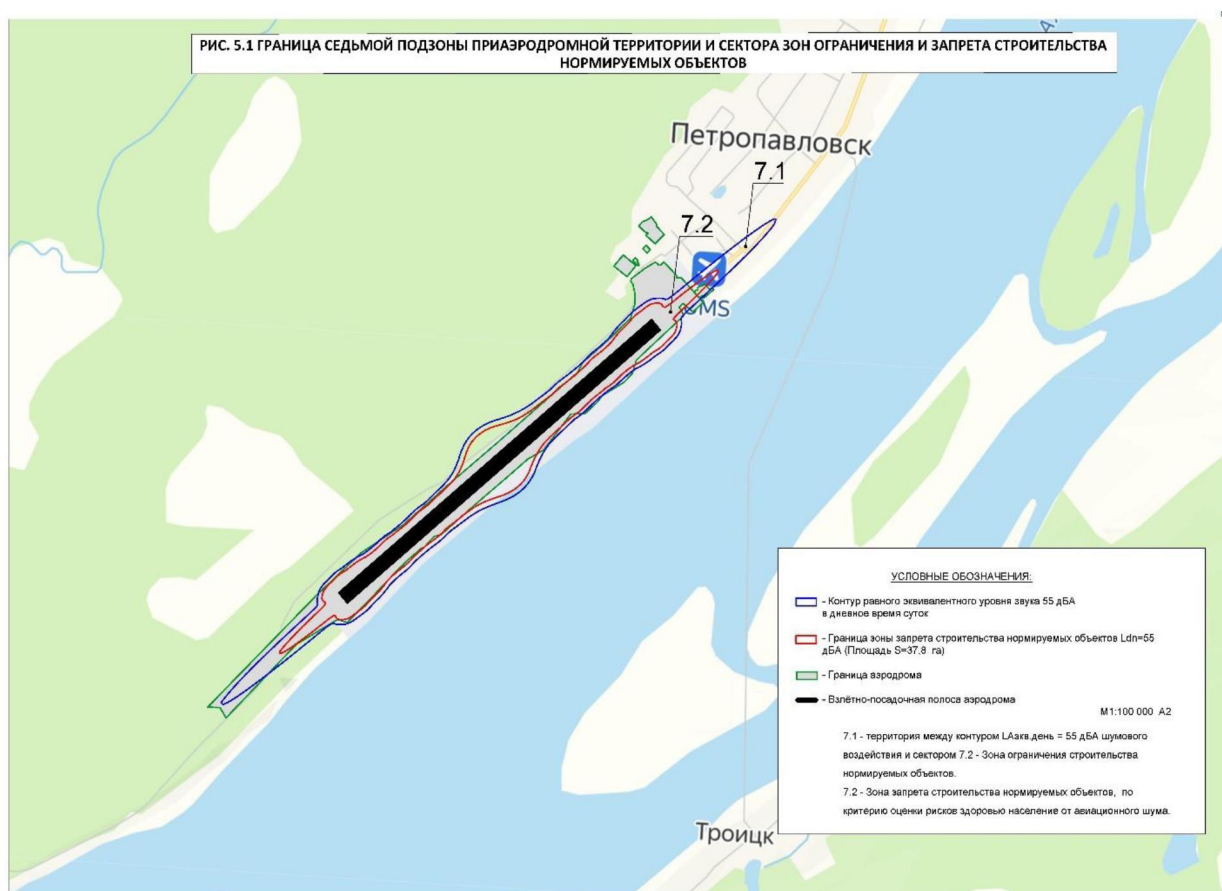 РИС. 5.1 ГРАНИЦА СЕДЬМОЙ ПОДЗОНЫ ПРИАЭРОДРОМНОЙ ТЕРРИТОРИИ И СЕКТОРА ЗОН ОГРАНИЧЕНИЯ И ЗАПРЕТА СТРОИТЕЛЬСТВА
НОРМИРУЕМЫХ ОБЪЕКТОВ
Петропавловск
7.1
7.2
УСЛОВНЫЕ ОБОЗНАЧЕНИЯ:
- Контур равного эквивалентного уровня звука 55 дБА
в дневное время суток
- Граница зоны запрета строительства нормируемых объектов Ldn=55
дБА (Площадь S=37,8 га)
- Граница аэродрома
- Взлётно-посадочная полоса аэродрома
М1:100 000 А2
7.1 - территория между контуром LAэкв.день = 55 дБА шумового
воздействия и сектором 7.2 - Зона ограничения строительства
нормируемых объектов.
7.2 - Зона запрета строительства нормируемых объектов, по
критерию оценки рисков здоровью население от авиационного шума.
Троицк